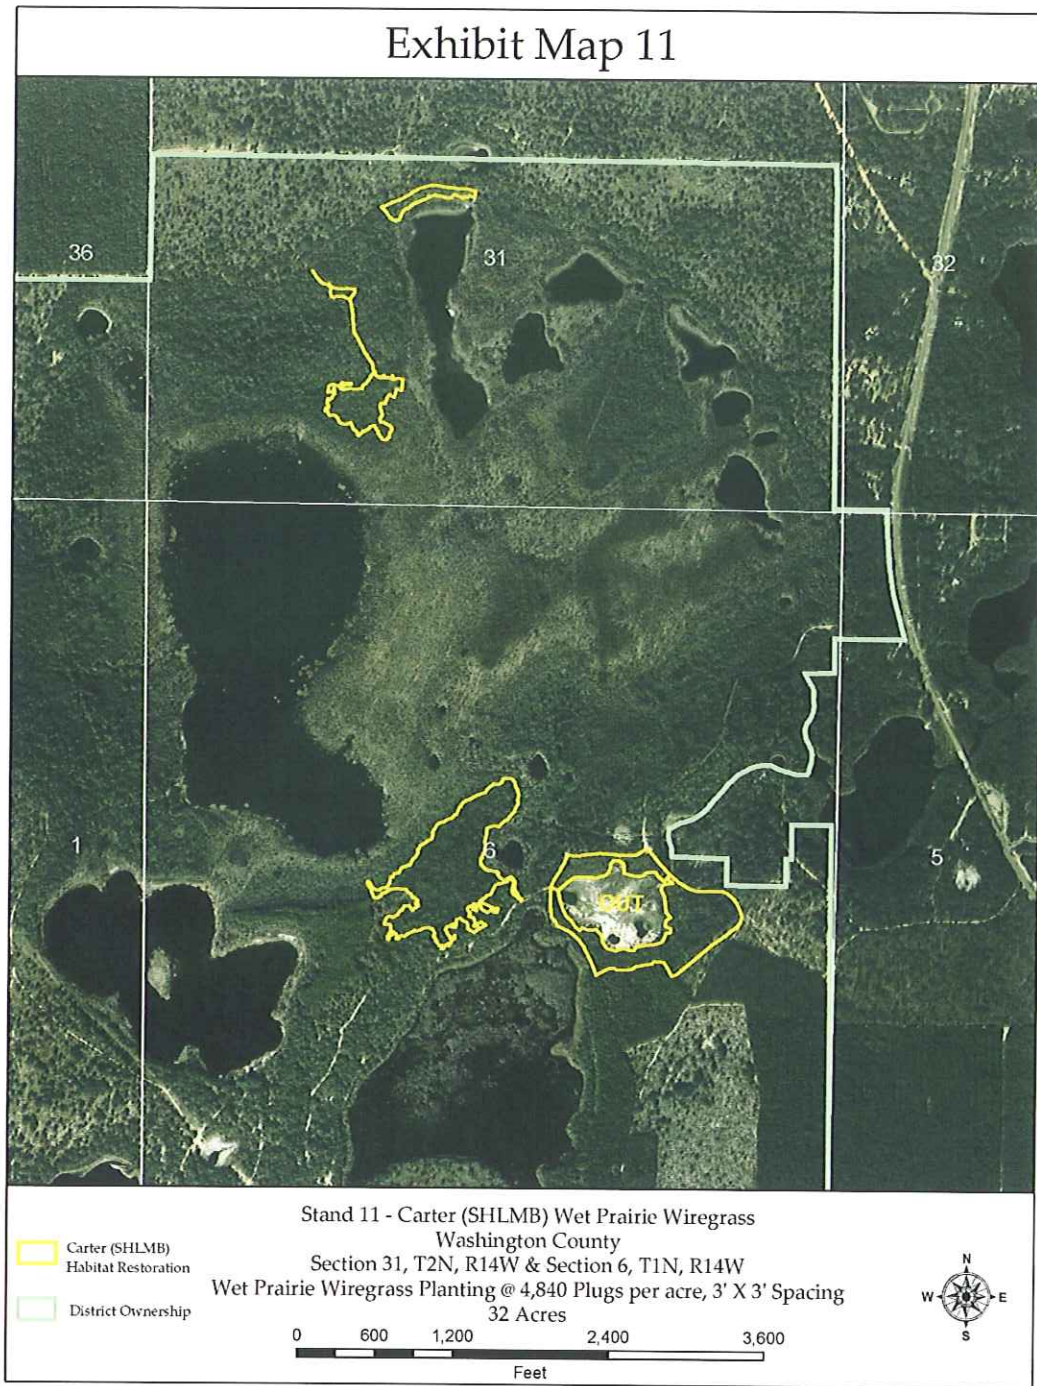 Exhibit Map 11
36
31
32
1
6
5
OUT
Stand 11 - Carter (SHLMB) Wet Prairie Wiregrass
Washington County
Section 31, T2N, R14W & Section 6, T1N, R14W
Wet Prairie Wiregrass Planting @ 4,840 Plugs per acre, 3' X 3' Spacing
32 Acres
Carter (SHLMB)
Habitat Restoration
District Ownership
0 600 1,200 2,400 3,600
Feet
N
W E
S